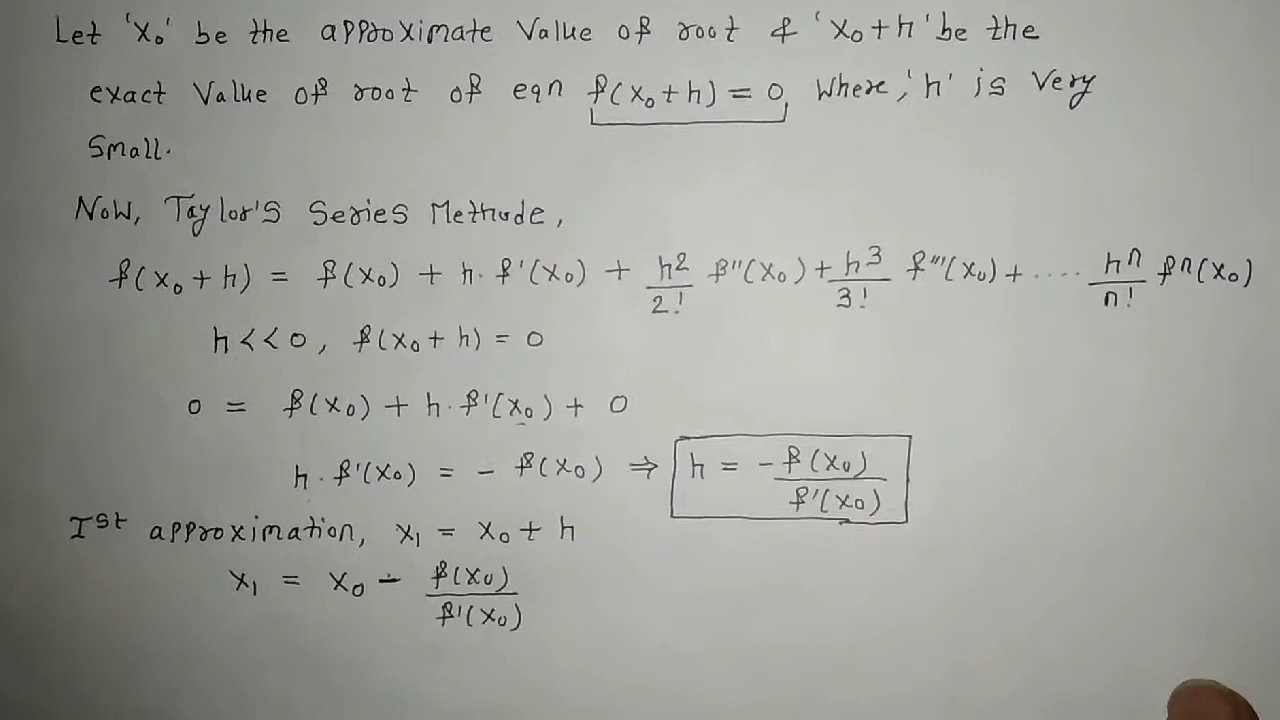 Let 'x₀' be the approximate value of root & 'x₀+h' be the
exact value of root of eqn f(x₀+h) = 0, where, 'h' is very
small.
Now, Taylor's Series Methode,
f(x₀+h) = f(x₀) + h·f'(x₀) + h²/2! f''(x₀) + h³/3! f'''(x₀) + .... hⁿ/n! fⁿ(x₀)
h<<0, f(x₀+h) = 0
0 = f(x₀) + h·f'(x₀) + 0
h·f'(x₀) = - f(x₀) ⇒ h = - f(x₀)/f'(x₀)
Ist approximation, x₁ = x₀ + h
x₁ = x₀ - f(x₀)/f'(x₀)